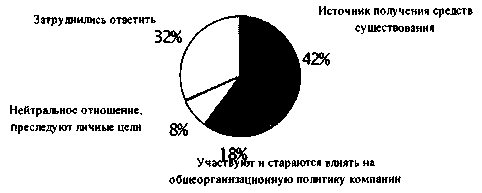 Затруднились ответить
32%
Источник получения средств
существования
42%
Нейтральное отношение,
преследуют личные цели
8%
18%
Участвуют и стараются влиять на
общеорганизационную политику компании